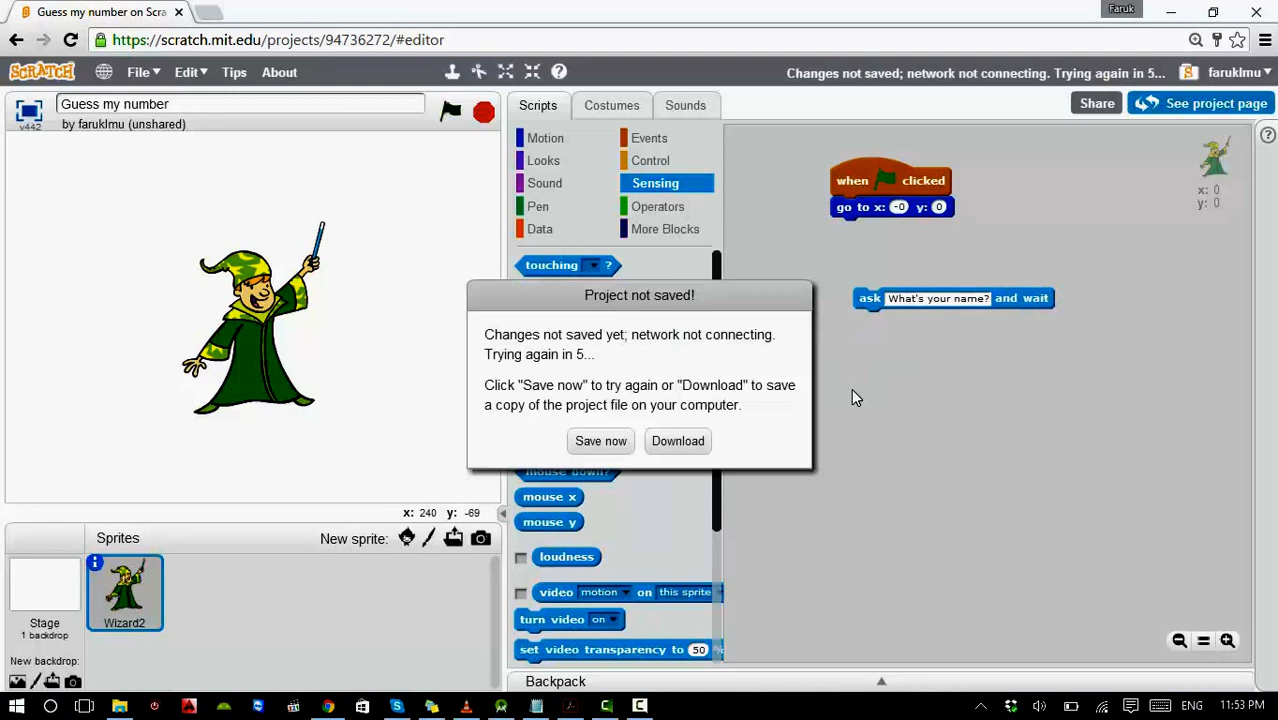 Guess my number on Scra
Faruk
https://scratch.mit.edu/projects/94736272/#editor
SCRATCH File Edit Tips About
Changes not saved; network not connecting. Trying again in 5...
faruklmu
Guess my number
by faruklmu (unshared)
v442
Scripts Costumes Sounds
Share See project page
Motion Events
Looks Control
Sound Sensing
Pen Operators
Data More Blocks
touching ?
when clicked
go to x: -0 y: 0
x: 0
y: 0
ask What's your name? and wait
Project not saved!
Changes not saved yet; network not connecting.
Trying again in 5...
Click "Save now" to try again or "Download" to save
a copy of the project file on your computer.
Save now Download
mouse down?
mouse x
mouse y
loudness
video motion on this sprite
turn video on
set video transparency to 50 %
x: 240 y: -69
Sprites New sprite:
Stage
1 backdrop
Wizard2
New backdrop:
Backpack
ENG 11:53 PM